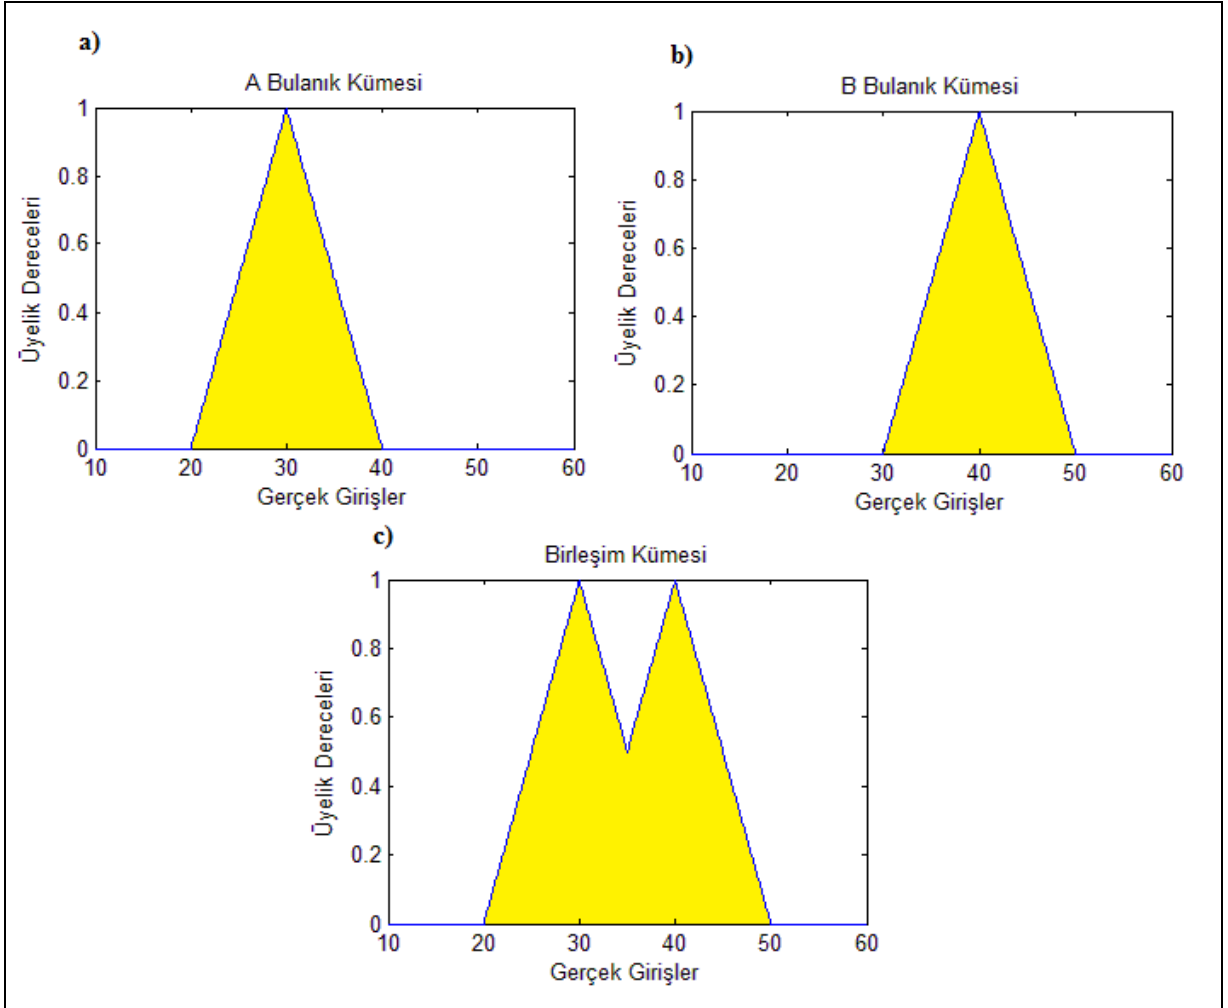 a)
A Bulanık Kümesi
1
0.8
0.6
0.4
0.2
0
10 20 30 40 50 60
Üyelik Dereceleri
Gerçek Girişler
b)
B Bulanık Kümesi
1
0.8
0.6
0.4
0.2
0
10 20 30 40 50 60
Üyelik Dereceleri
Gerçek Girişler
c)
Birleşim Kümesi
1
0.8
0.6
0.4
0.2
0
10 20 30 40 50 60
Üyelik Dereceleri
Gerçek Girişler